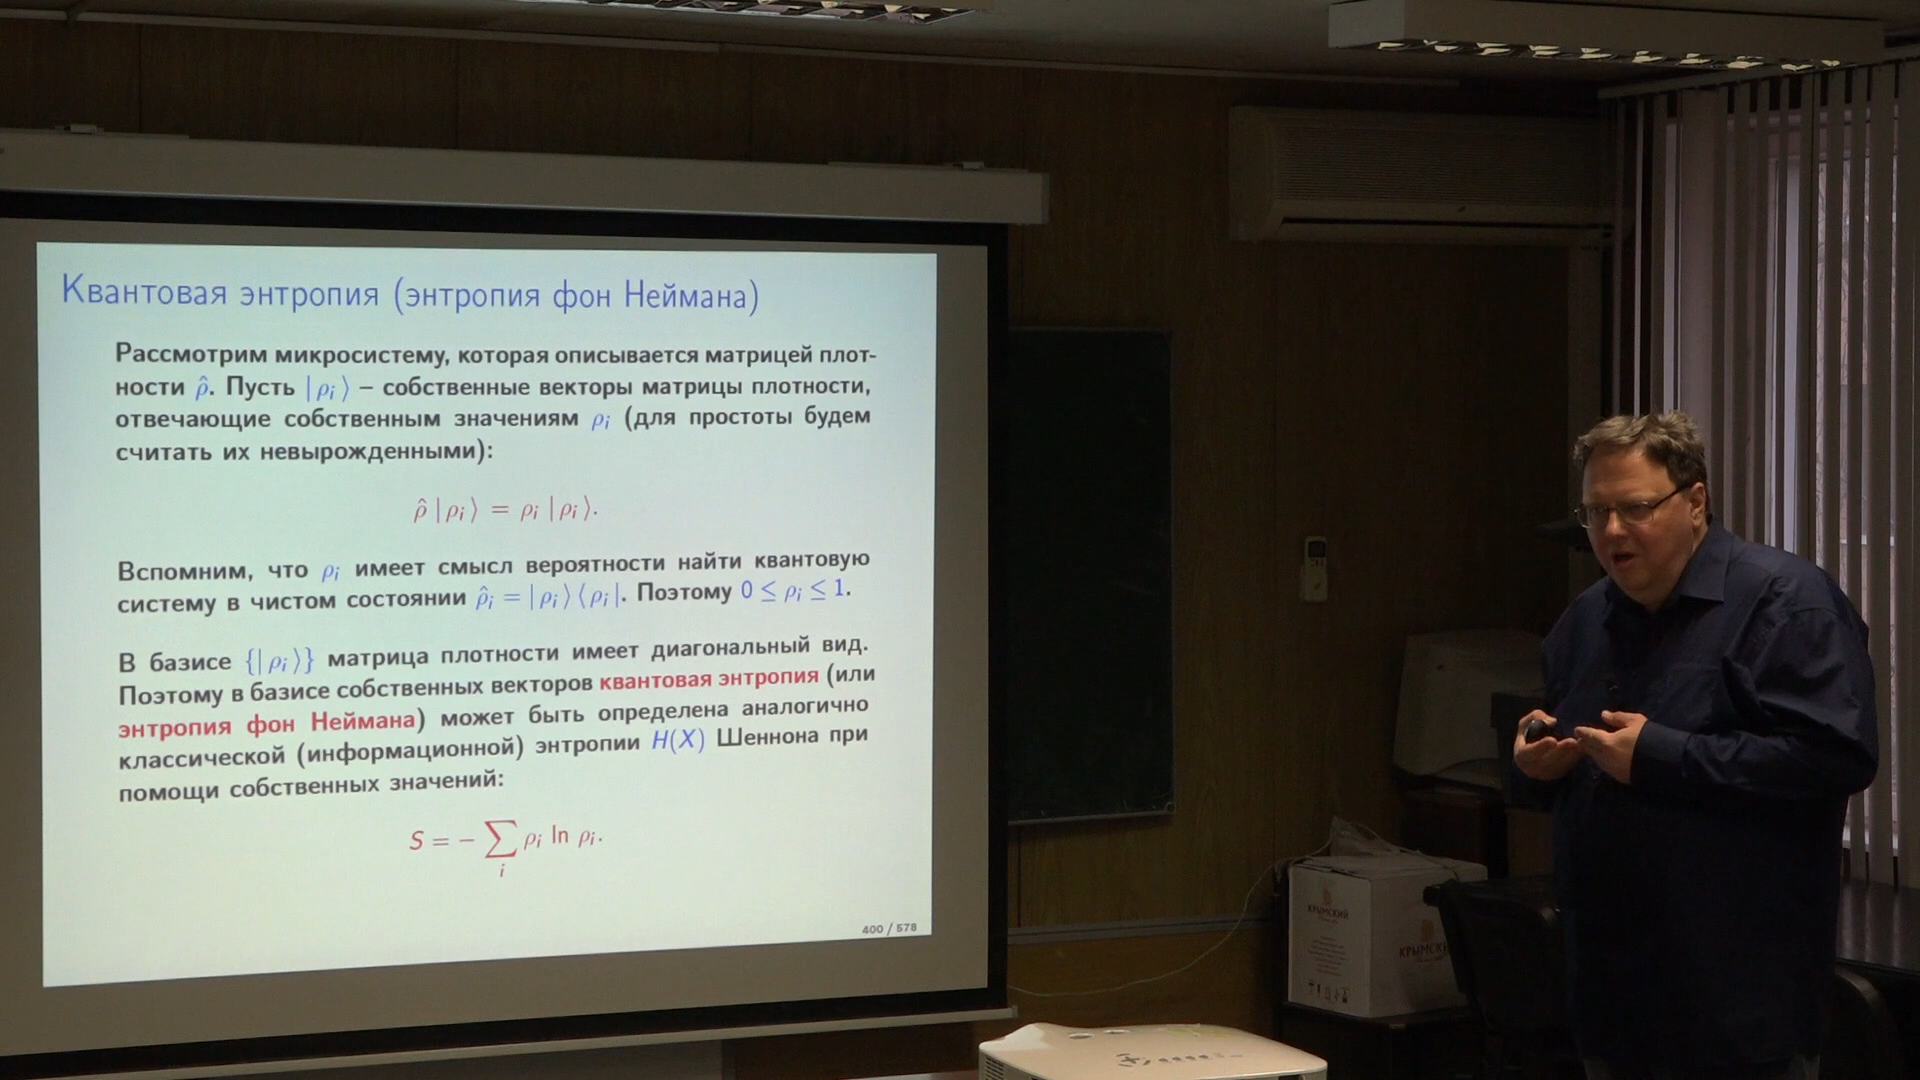 Квантовая энтропия (энтропия фон Неймана)
Рассмотрим микросистему, которая описывается матрицей плот-
ности ρ̂. Пусть |ρᵢ⟩ – собственные векторы матрицы плотности,
отвечающие собственным значениям ρᵢ (для простоты будем
считать их невырожденными):
ρ̂ |ρᵢ⟩ = ρᵢ |ρᵢ⟩.
Вспомним, что ρᵢ имеет смысл вероятности найти квантовую
систему в чистом состоянии ρ̂ᵢ = |ρᵢ⟩⟨ρᵢ|. Поэтому 0 ≤ ρᵢ ≤ 1.
В базисе {|ρᵢ⟩} матрица плотности имеет диагональный вид.
Поэтому в базисе собственных векторов квантовая энтропия (или
энтропия фон Неймана) может быть определена аналогично
классической (информационной) энтропии H(X) Шеннона при
помощи собственных значений:
S = − ∑ᵢ ρᵢ ln ρᵢ.
400 / 578
КРЫМСКИЙ